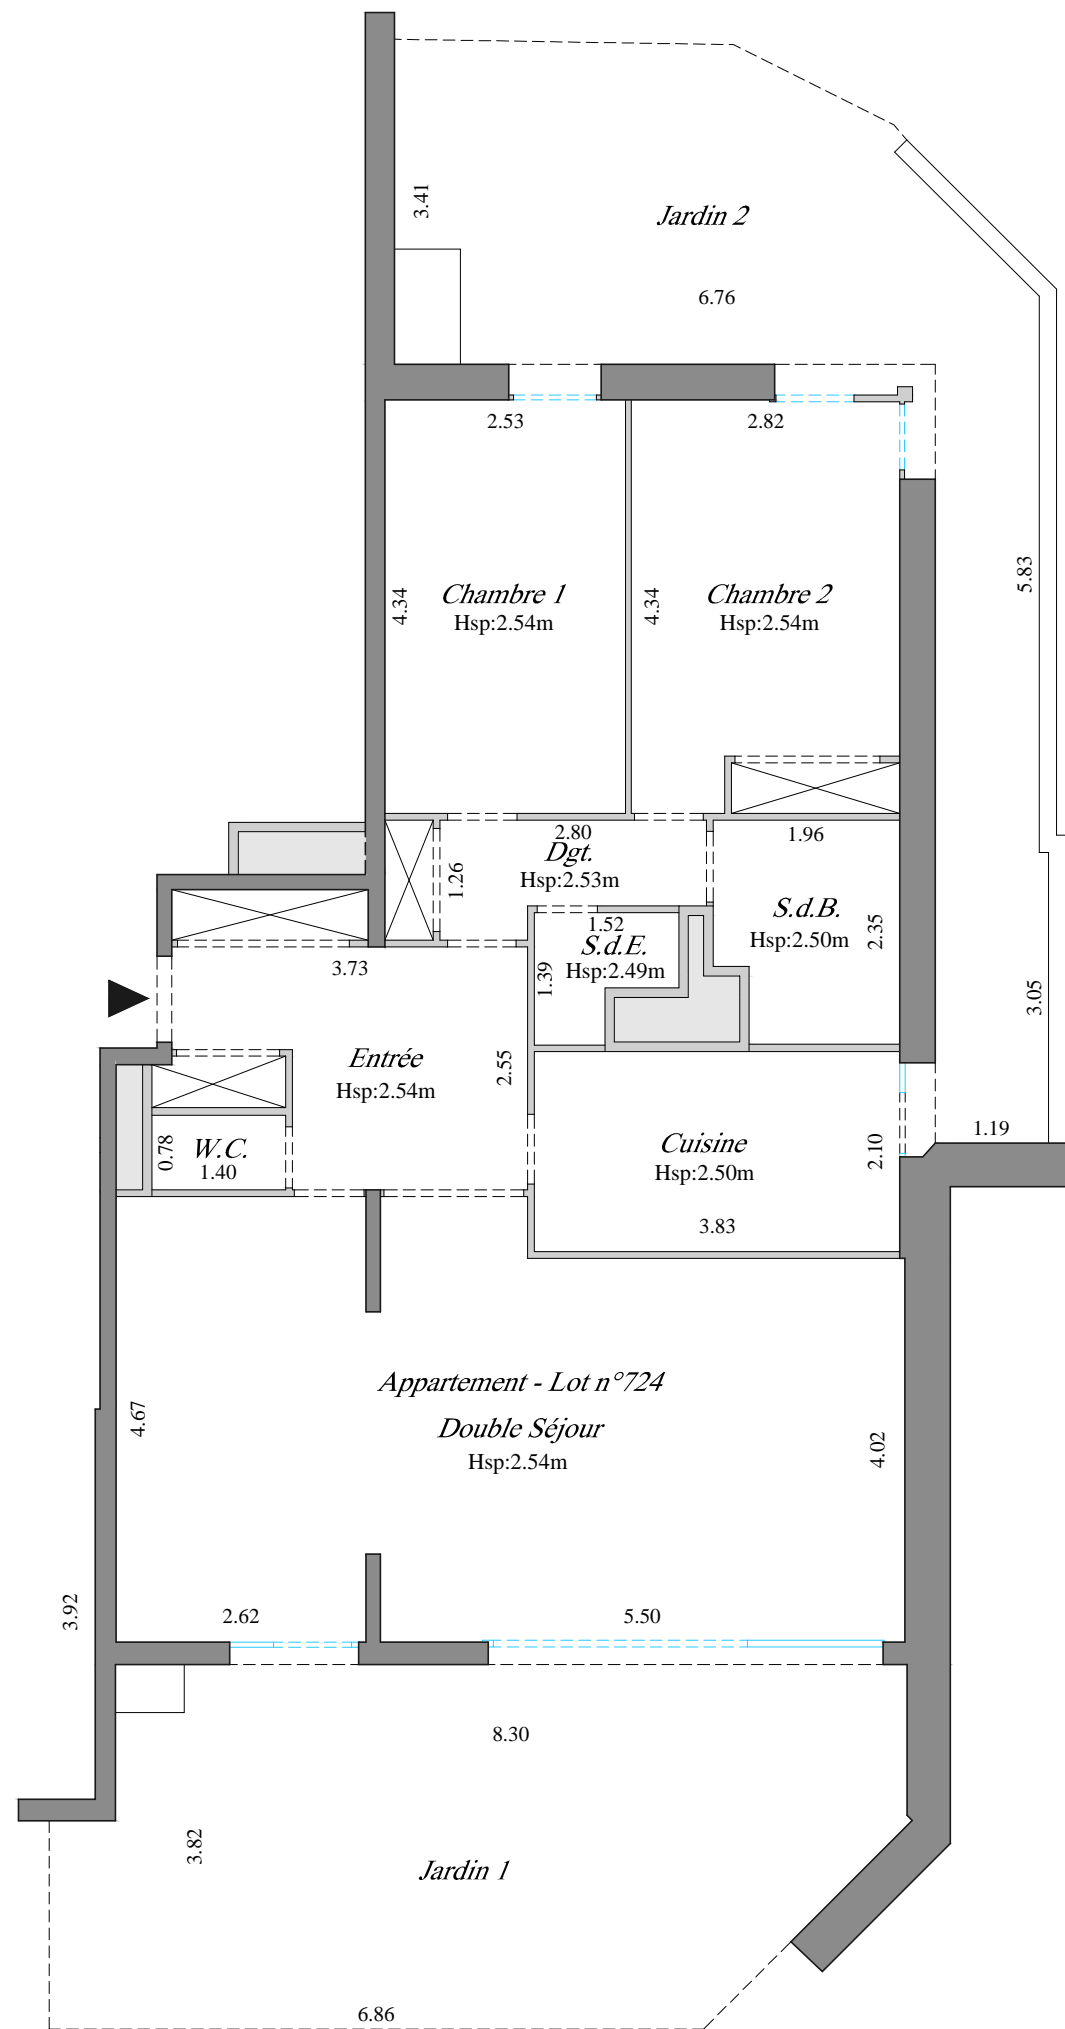 3.41
Jardin 2
6.76
2.53
2.82
5.83
4.34
Chambre 1
Hsp:2.54m
4.34
Chambre 2
Hsp:2.54m
2.80
Dgt.
Hsp:2.53m
1.26
1.96
S.d.B.
Hsp:2.50m
2.35
1.52
S.d.E.
Hsp:2.49m
1.39
3.73
3.05
Entrée
Hsp:2.54m
2.55
W.C.
1.40
0.78
Cuisine
Hsp:2.50m
2.10
1.19
3.83
Appartement - Lot n°724
Double Séjour
Hsp:2.54m
4.67
4.02
3.92
2.62
5.50
8.30
3.82
Jardin 1
6.86